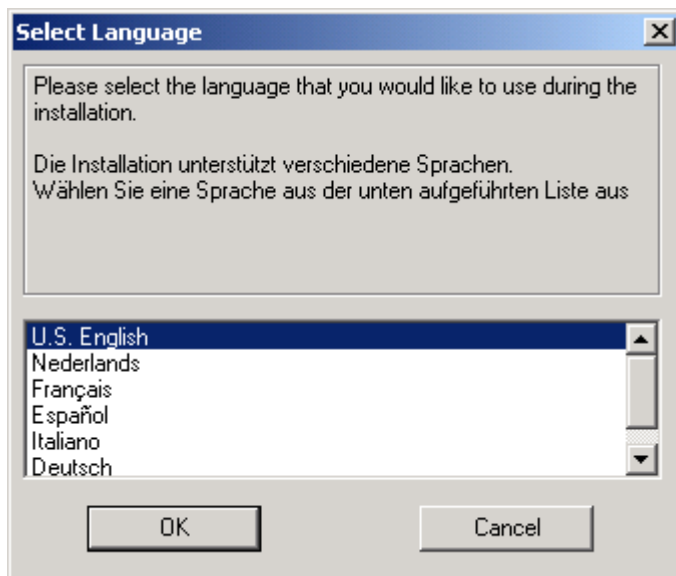 Select Language
Please select the language that you would like to use during the
installation.
Die Installation unterstützt verschiedene Sprachen.
Wählen Sie eine Sprache aus der unten aufgeführten Liste aus
U.S. English
Nederlands
Français
Español
Italiano
Deutsch
OK
Cancel